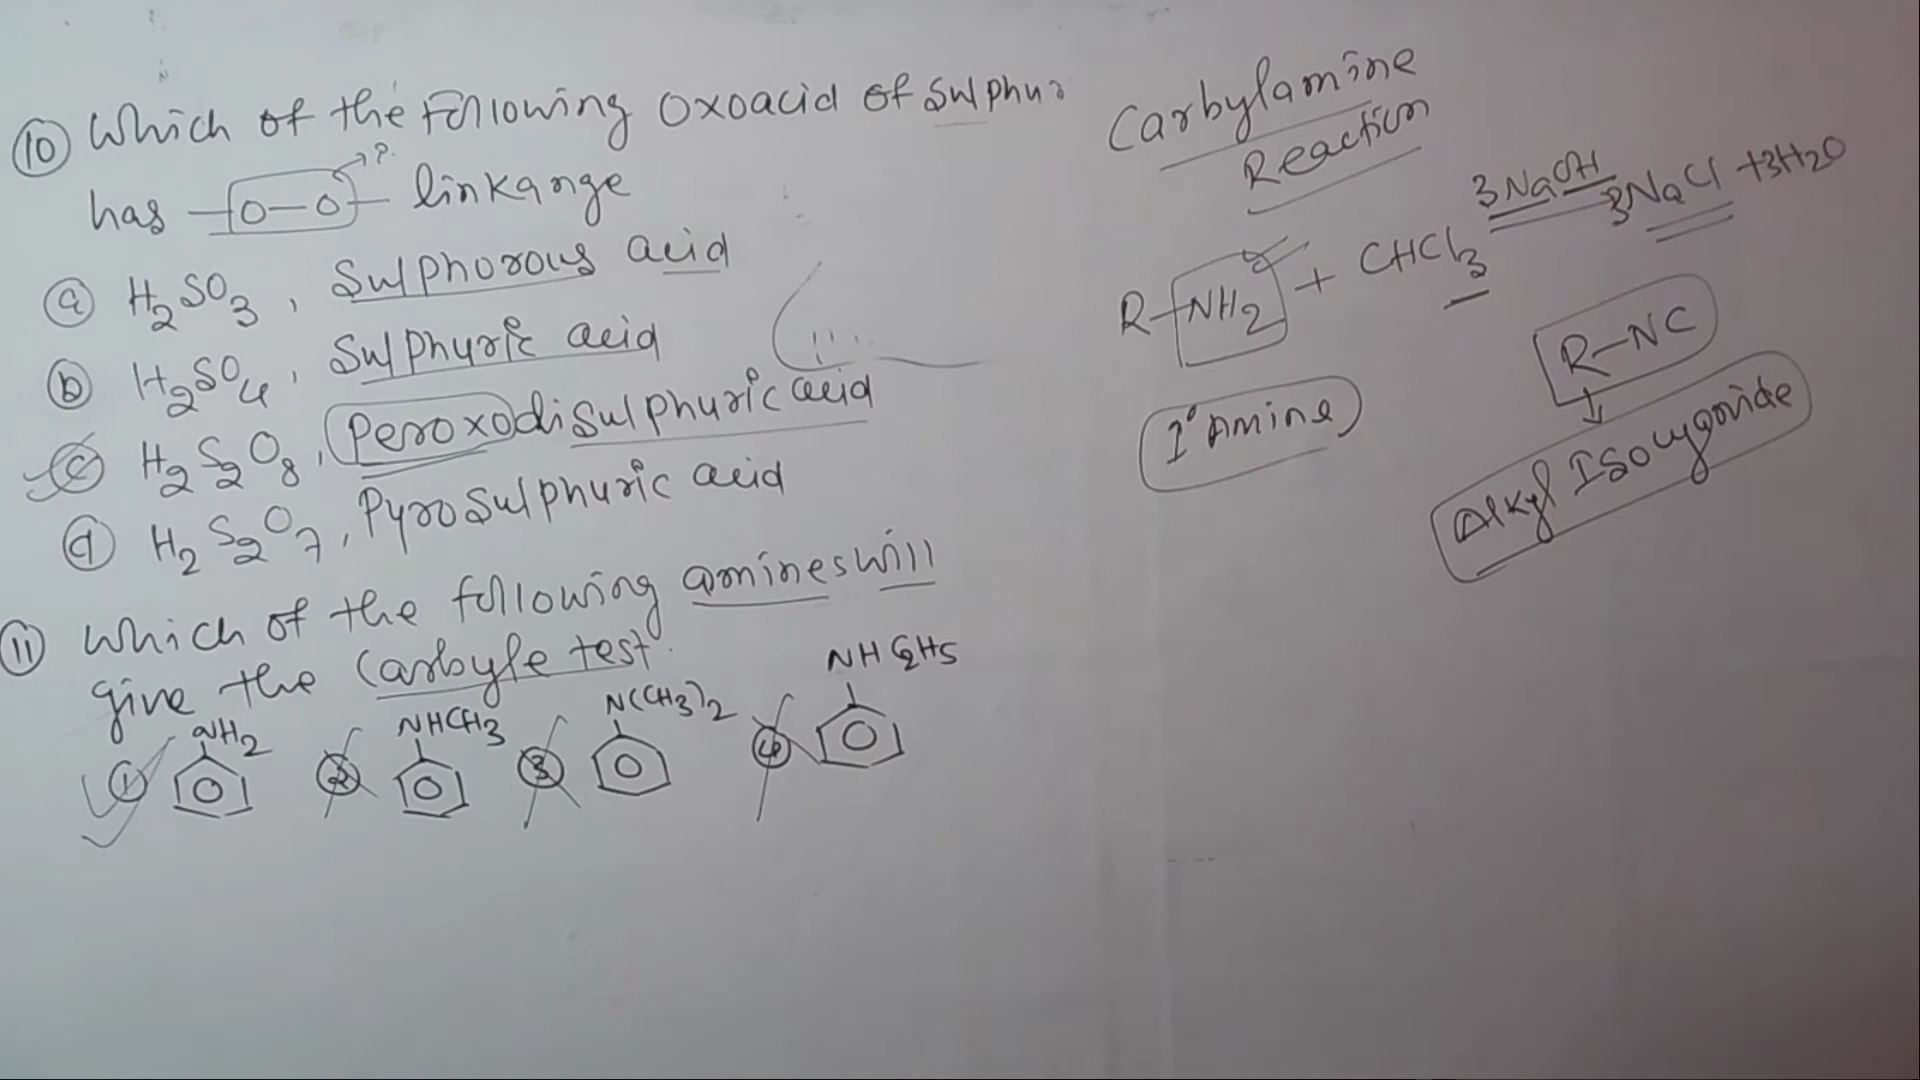 10 Which of the Following Oxoacid of Sulphur
has -O-O- linkange
?
a H2SO3, Sulphorous acid
b H2SO4, Sulphuric acid
c H2S2O8, Peroxodisulphuric acid
d H2S2O7, Pyrosulphuric acid
11 Which of the following amines will
give the Carbyle test.
1 NH2
2 NHCH3
3 N(CH3)2
4 NHC2H5
Carbylamine
Reaction
R-NH2 + CHCl3 3NaOH 3NaCl +3H2O
R-NC
1° Amine
Alkyl Isocyanide